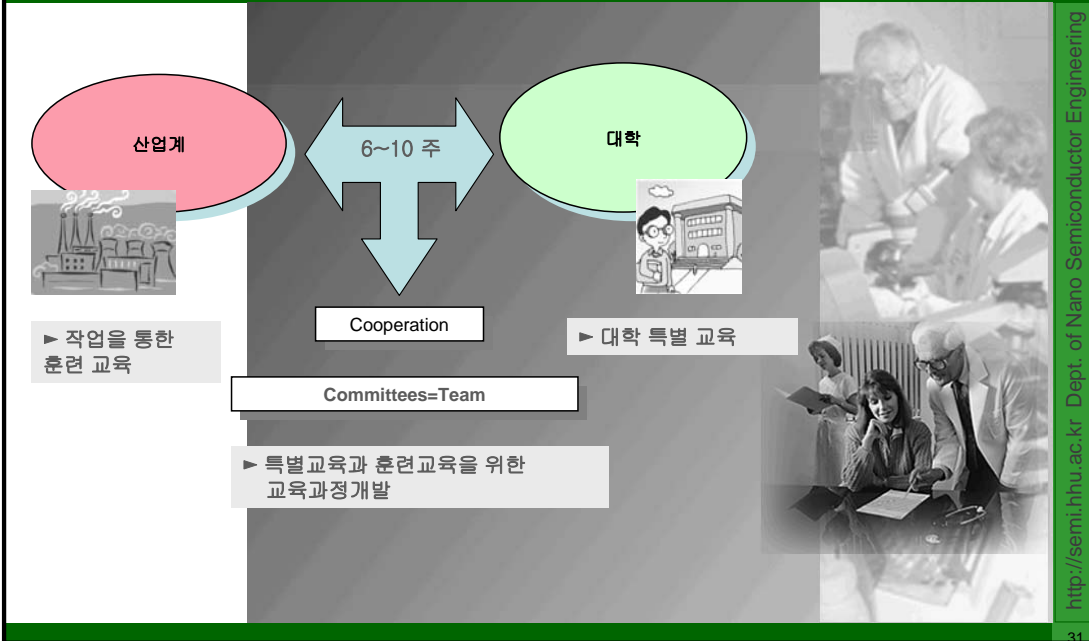 산업계
6~10 주
대학
Cooperation
► 작업을 통한
훈련 교육
► 대학 특별 교육
Committees=Team
► 특별교육과 훈련교육을 위한
교육과정개발
http://semi.hhu.ac.kr Dept. of Nano Semiconductor Engineering
31